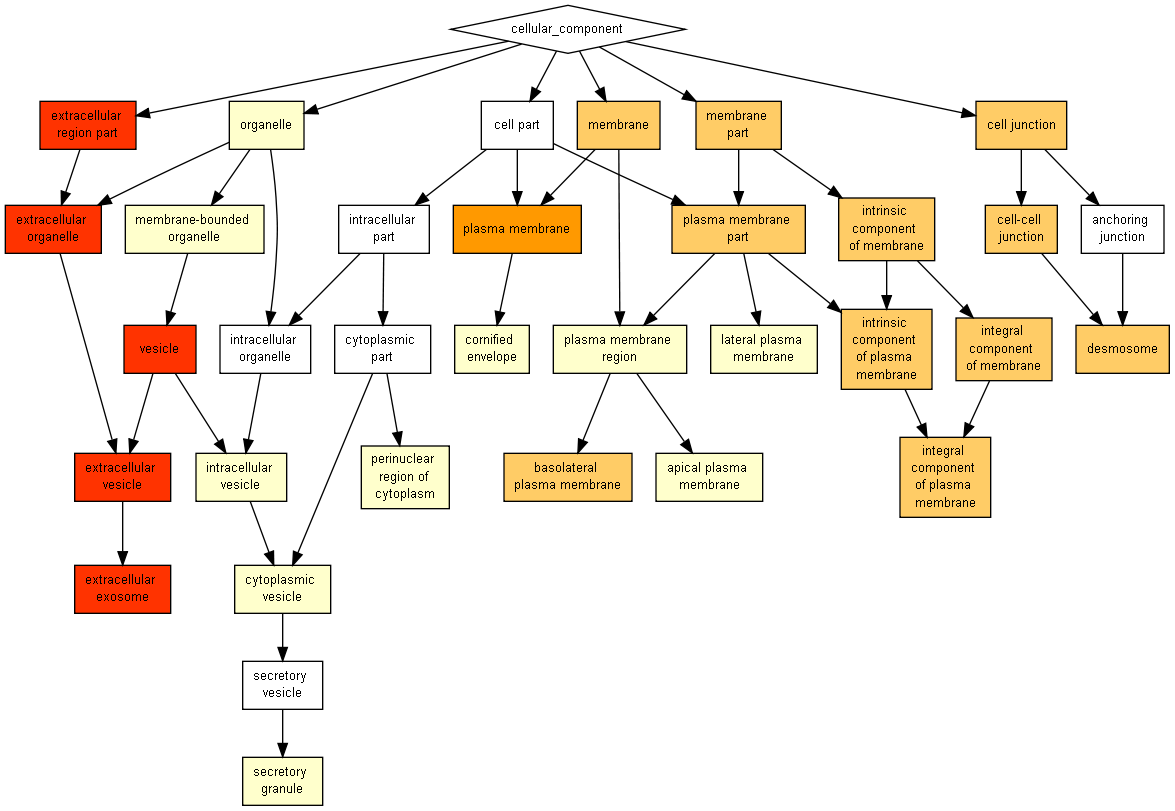 cellular_component
extracellular
region part
organelle
cell part
membrane
membrane
part
cell junction
extracellular
organelle
membrane-bounded
organelle
intracellular
part
plasma membrane
plasma membrane
part
intrinsic
component
of membrane
cell-cell
junction
anchoring
junction
vesicle
intracellular
organelle
cytoplasmic
part
cornified
envelope
plasma membrane
region
lateral plasma
membrane
intrinsic
component
of plasma
membrane
integral
component
of membrane
desmosome
extracellular
vesicle
intracellular
vesicle
perinuclear
region of
cytoplasm
basolateral
plasma membrane
apical plasma
membrane
integral
component
of plasma
membrane
extracellular
exosome
cytoplasmic
vesicle
secretory
vesicle
secretory
granule